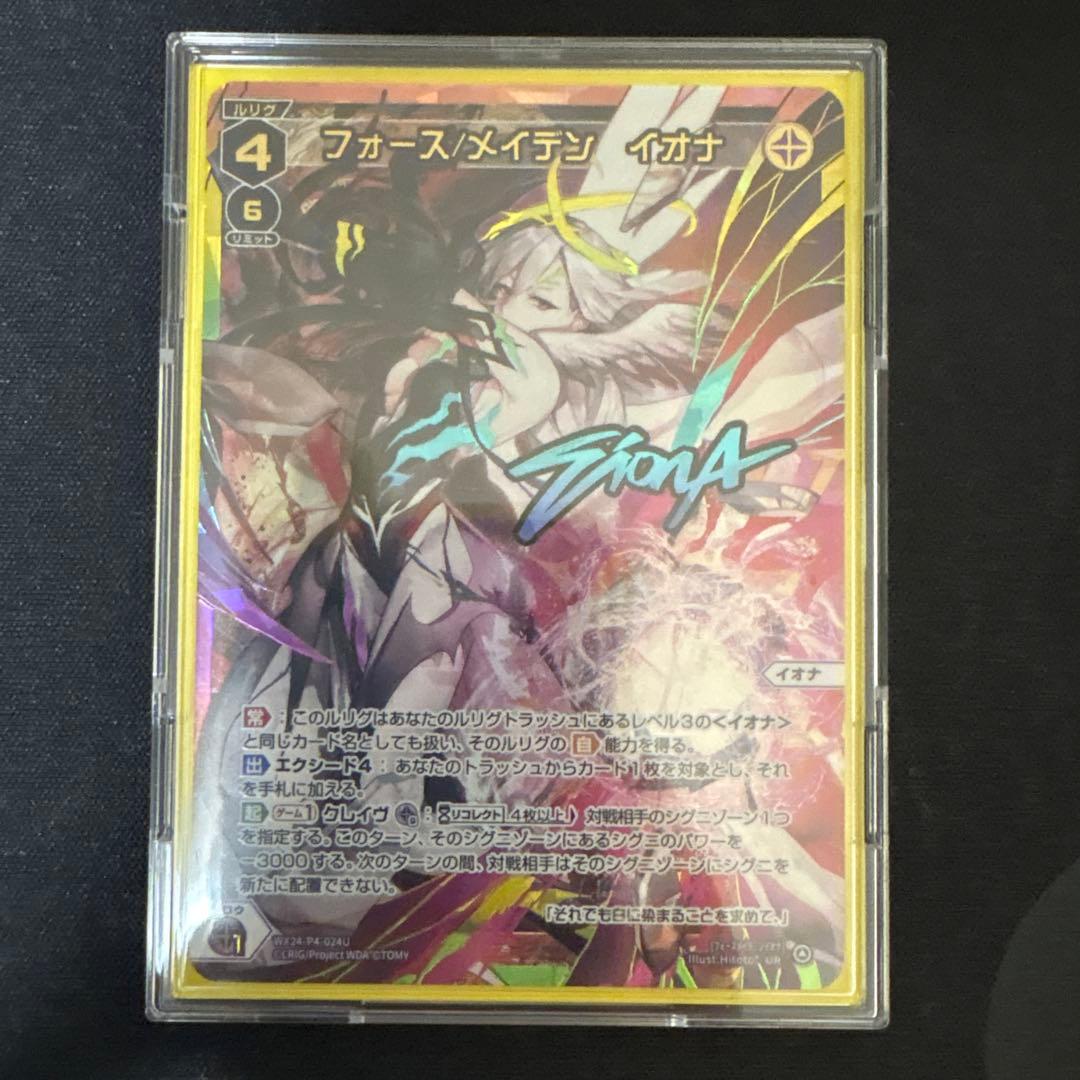 ルリグ
4
フォース/メイデン　イオナ
6
リミット
EionA
イオナ
常：このルリグはあなたのルリグトラッシュにあるレベル3の＜イオナ＞
と同じカード名としても扱い、そのルリグの 自 能力を得る。
出 エクシード4：あなたのトラッシュからカード1枚を対象とし、それ
を手札に加える。
起 ゲーム1 クレイヴ：リコレクト 4枚以上 対戦相手のシグニゾーン1つ
を指定する。このターン、そのシグニゾーンにあるシグニのパワーを
－3000する。次のターンの間、対戦相手はそのシグニゾーンにシグニを
新たに配置できない。
「それでも白に染まることを求めて。」
1
WX24-P4-024U
©LRIG/Project WDA ©TOMY
Illust.Hitoto* UR